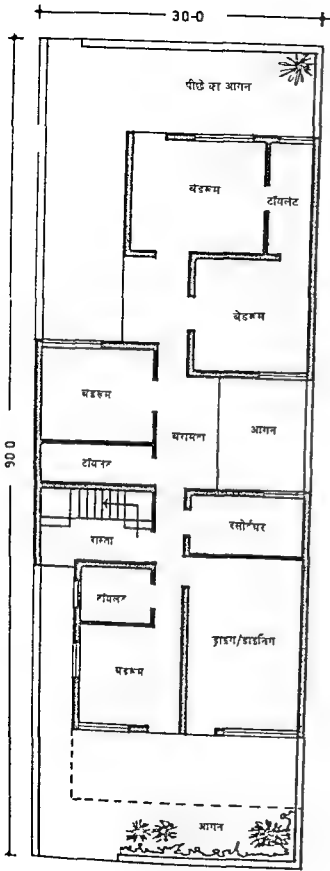 30-0
90 0
पीछे का आगन
बेडरूम
टॉयलेट
बेडरूम
बेडरूम
बरामदा
आगन
टॉयलेट
रसोईघर
रास्ता
टॉयलेट
ड्राइग/डाइनिग
बेडरूम
आगन